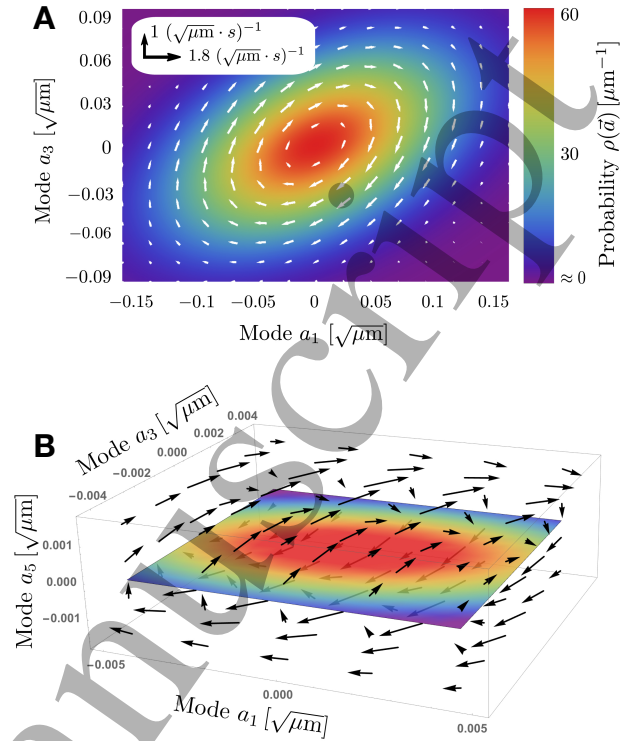 A
1 (√μm · s)⁻¹
1.8 (√μm · s)⁻¹
0.09
0.06
0.03
0
−0.03
−0.06
−0.09
Mode a₃ [√μm]
−0.15
−0.1
−0.05
0
0.05
0.1
0.15
Mode a₁ [√μm]
60
30
≈ 0
Probability ρ(a⃗) [μm⁻¹]
B
Mode a₃ [√μm]
0.004
0.002
0.000
−0.002
−0.004
Mode a₅ [√μm]
0.001
0.000
−0.001
−0.005
0.000
0.005
Mode a₁ [√μm]
anuscript